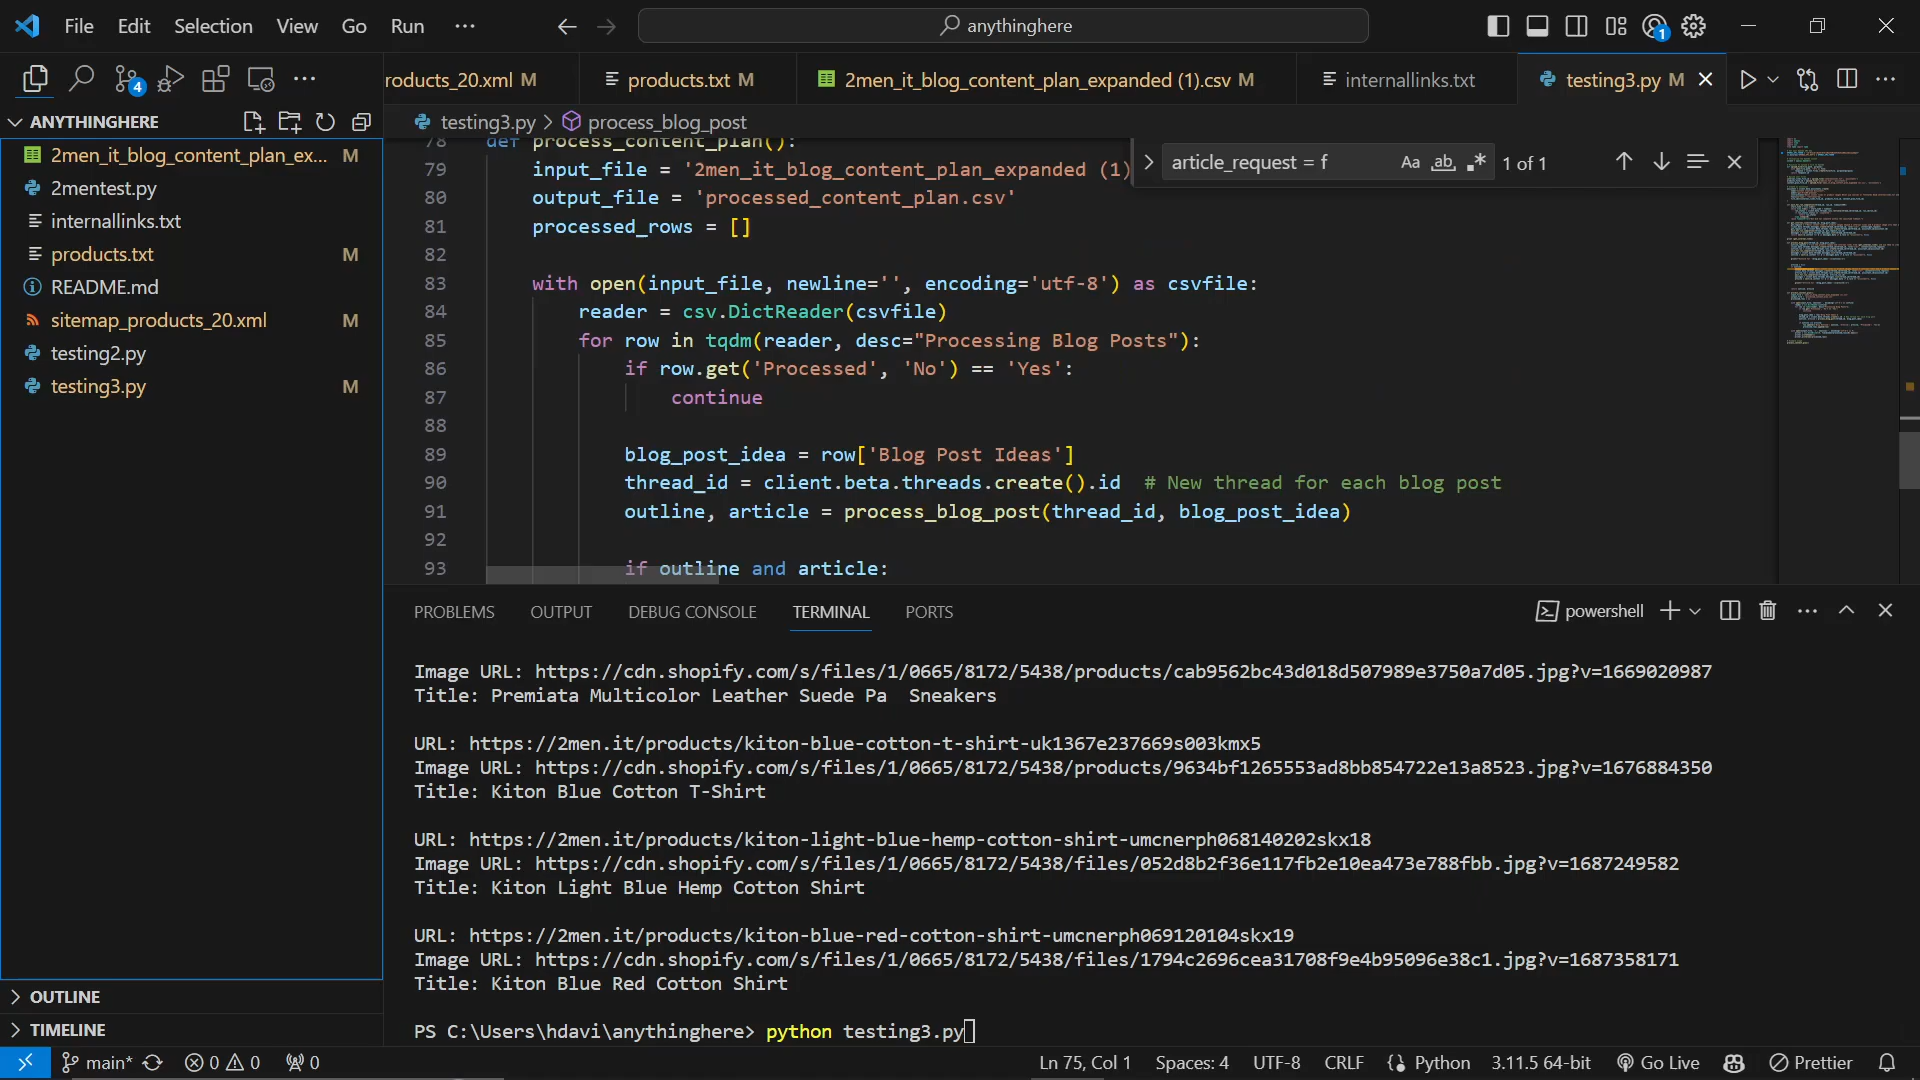 File Edit Selection View Go Run ···
anythinghere
1
4
roducts_20.xml M
products.txt M
2men_it_blog_content_plan_expanded (1).csv M
internallinks.txt
testing3.py M
ANYTHINGHERE
2men_it_blog_content_plan_ex... M
2mentest.py
internallinks.txt
products.txt M
README.md
sitemap_products_20.xml M
testing2.py
testing3.py M
OUTLINE
TIMELINE
testing3.py > process_blog_post
article_request = f
Aa ab 1 of 1
78 def process_content_plan():
79 input_file = '2men_it_blog_content_plan_expanded (1)
80 output_file = 'processed_content_plan.csv'
81 processed_rows = []
82
83 with open(input_file, newline='', encoding='utf-8') as csvfile:
84 reader = csv.DictReader(csvfile)
85 for row in tqdm(reader, desc="Processing Blog Posts"):
86 if row.get('Processed', 'No') == 'Yes':
87 continue
88
89 blog_post_idea = row['Blog Post Ideas']
90 thread_id = client.beta.threads.create().id # New thread for each blog post
91 outline, article = process_blog_post(thread_id, blog_post_idea)
92
93 if outline and article:
PROBLEMS OUTPUT DEBUG CONSOLE TERMINAL PORTS
powershell
Image URL: https://cdn.shopify.com/s/files/1/0665/8172/5438/products/cab9562bc43d018d507989e3750a7d05.jpg?v=1669020987
Title: Premiata Multicolor Leather Suede Pa  Sneakers
URL: https://2men.it/products/kiton-blue-cotton-t-shirt-uk1367e237669s003kmx5
Image URL: https://cdn.shopify.com/s/files/1/0665/8172/5438/products/9634bf1265553ad8bb854722e13a8523.jpg?v=1676884350
Title: Kiton Blue Cotton T-Shirt
URL: https://2men.it/products/kiton-light-blue-hemp-cotton-shirt-umcnerph068140202skx18
Image URL: https://cdn.shopify.com/s/files/1/0665/8172/5438/files/052d8b2f36e117fb2e10ea473e788fbb.jpg?v=1687249582
Title: Kiton Light Blue Hemp Cotton Shirt
URL: https://2men.it/products/kiton-blue-red-cotton-shirt-umcnerph069120104skx19
Image URL: https://cdn.shopify.com/s/files/1/0665/8172/5438/files/1794c2696cea31708f9e4b95096e38c1.jpg?v=1687358171
Title: Kiton Blue Red Cotton Shirt
PS C:\Users\hdavi\anythinghere> python testing3.py
main* 0 0 0 Ln 75, Col 1 Spaces: 4 UTF-8 CRLF Python 3.11.5 64-bit Go Live Prettier